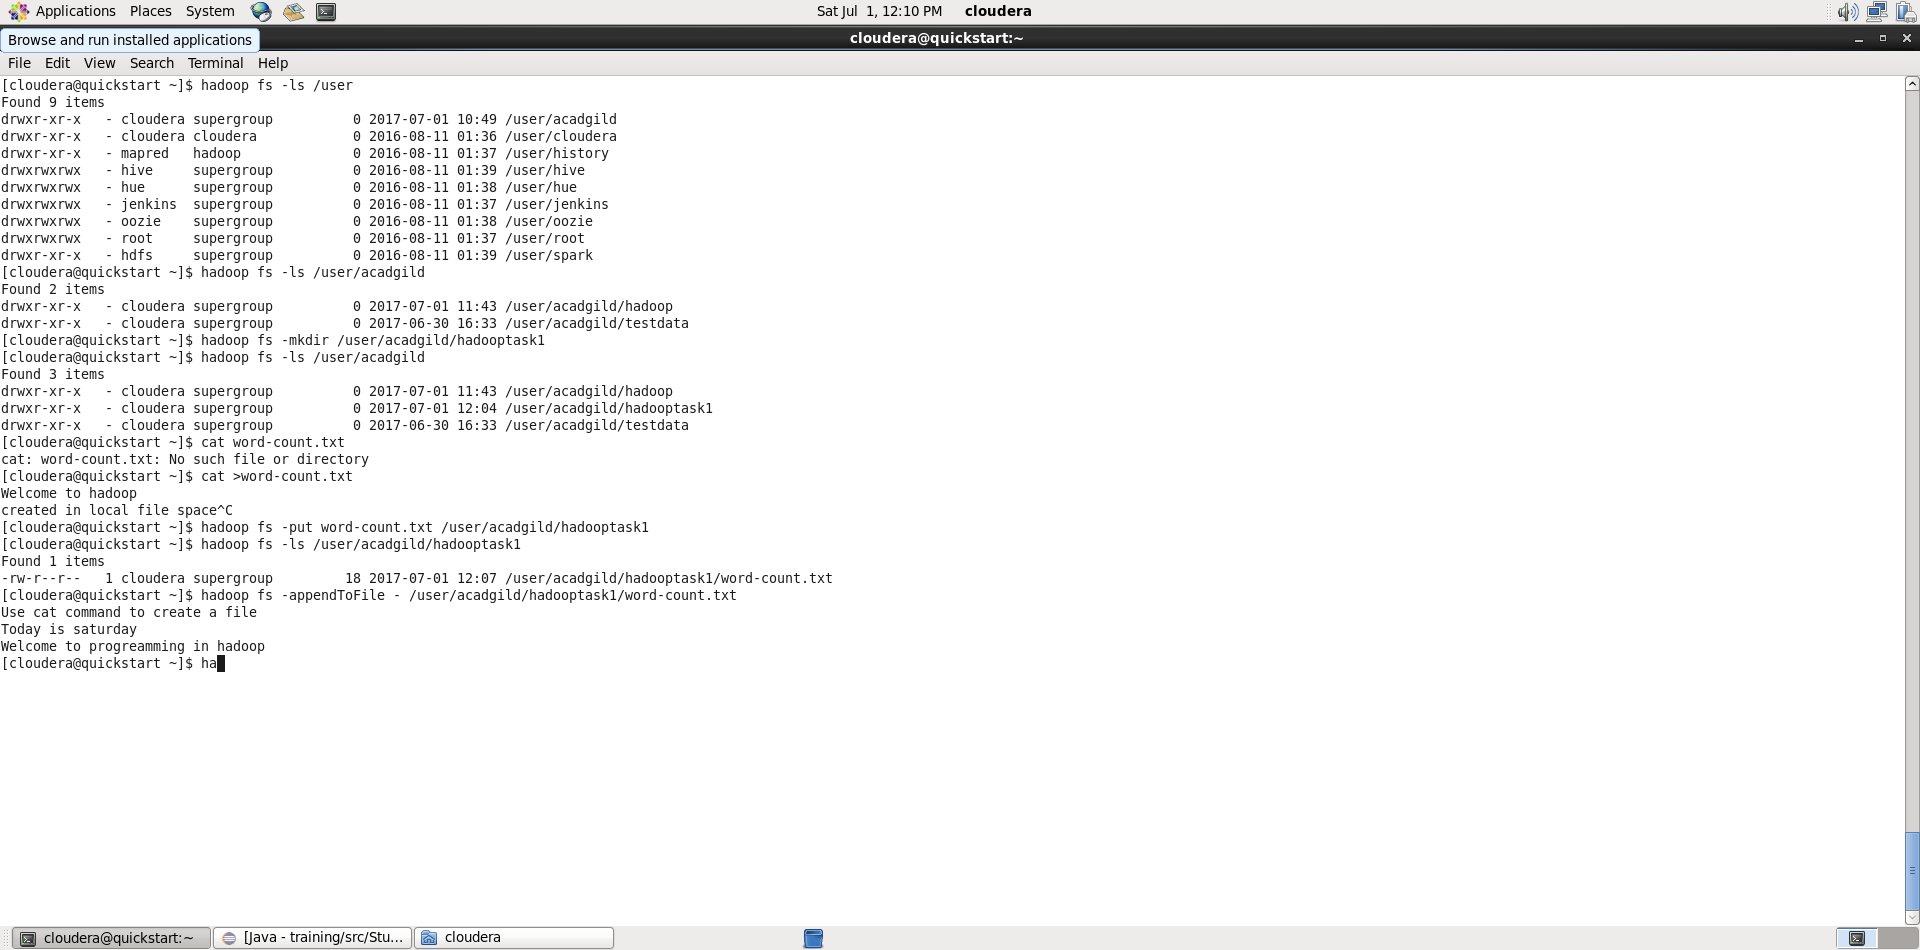 Applications Places System Sat Jul 1, 12:10 PM cloudera
Browse and run installed applications cloudera@quickstart:~
File Edit View Search Terminal Help
[cloudera@quickstart ~]$ hadoop fs -ls /user
Found 9 items
drwxr-xr-x   - cloudera supergroup          0 2017-07-01 10:49 /user/acadgild
drwxr-xr-x   - cloudera cloudera            0 2016-08-11 01:36 /user/cloudera
drwxr-xr-x   - mapred   hadoop              0 2016-08-11 01:37 /user/history
drwxrwxrwx   - hive     supergroup          0 2016-08-11 01:39 /user/hive
drwxrwxrwx   - hue      supergroup          0 2016-08-11 01:38 /user/hue
drwxrwxrwx   - jenkins  supergroup          0 2016-08-11 01:37 /user/jenkins
drwxrwxrwx   - oozie    supergroup          0 2016-08-11 01:38 /user/oozie
drwxrwxrwx   - root     supergroup          0 2016-08-11 01:37 /user/root
drwxr-xr-x   - hdfs     supergroup          0 2016-08-11 01:39 /user/spark
[cloudera@quickstart ~]$ hadoop fs -ls /user/acadgild
Found 2 items
drwxr-xr-x   - cloudera supergroup          0 2017-07-01 11:43 /user/acadgild/hadoop
drwxr-xr-x   - cloudera supergroup          0 2017-06-30 16:33 /user/acadgild/testdata
[cloudera@quickstart ~]$ hadoop fs -mkdir /user/acadgild/hadooptask1
[cloudera@quickstart ~]$ hadoop fs -ls /user/acadgild
Found 3 items
drwxr-xr-x   - cloudera supergroup          0 2017-07-01 11:43 /user/acadgild/hadoop
drwxr-xr-x   - cloudera supergroup          0 2017-07-01 12:04 /user/acadgild/hadooptask1
drwxr-xr-x   - cloudera supergroup          0 2017-06-30 16:33 /user/acadgild/testdata
[cloudera@quickstart ~]$ cat word-count.txt
cat: word-count.txt: No such file or directory
[cloudera@quickstart ~]$ cat >word-count.txt
Welcome to hadoop
created in local file space^C
[cloudera@quickstart ~]$ hadoop fs -put word-count.txt /user/acadgild/hadooptask1
[cloudera@quickstart ~]$ hadoop fs -ls /user/acadgild/hadooptask1
Found 1 items
-rw-r--r--   1 cloudera supergroup         18 2017-07-01 12:07 /user/acadgild/hadooptask1/word-count.txt
[cloudera@quickstart ~]$ hadoop fs -appendToFile - /user/acadgild/hadooptask1/word-count.txt
Use cat command to create a file
Today is saturday
Welcome to progreamming in hadoop
[cloudera@quickstart ~]$ ha
cloudera@quickstart:~ [Java - training/src/Stu... cloudera